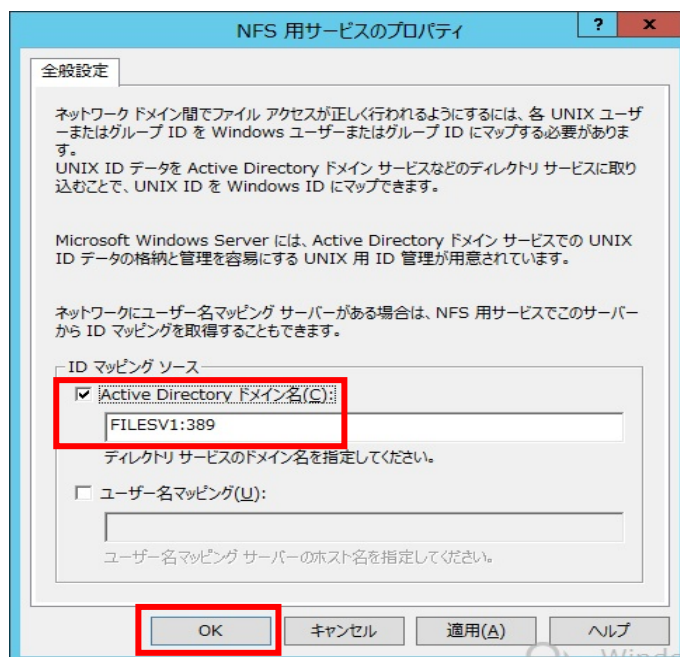 NFS 用サービスのプロパティ
? x
全般設定
ネットワーク ドメイン間でファイル アクセスが正しく行われるようにするには、各 UNIX ユーザ
ーまたはグループ ID を Windows ユーザーまたはグループ ID にマップする必要がありま
す。
UNIX ID データを Active Directory ドメイン サービスなどのディレクトリ サービスに取り
込むことで、UNIX ID を Windows ID にマップできます。
Microsoft Windows Server には、Active Directory ドメイン サービスでの UNIX
ID データの格納と管理を容易にする UNIX 用 ID 管理が用意されています。
ネットワークにユーザー名マッピング サーバーがある場合は、NFS 用サービスでこのサーバー
から ID マッピングを取得することもできます。
ID マッピング ソース
Active Directory ドメイン名(C):
FILESV1:389
ディレクトリ サービスのドメイン名を指定してください。
ユーザー名マッピング(U):
ユーザー名マッピング サーバーのホスト名を指定してください。
OK キャンセル 適用(A) ヘルプ